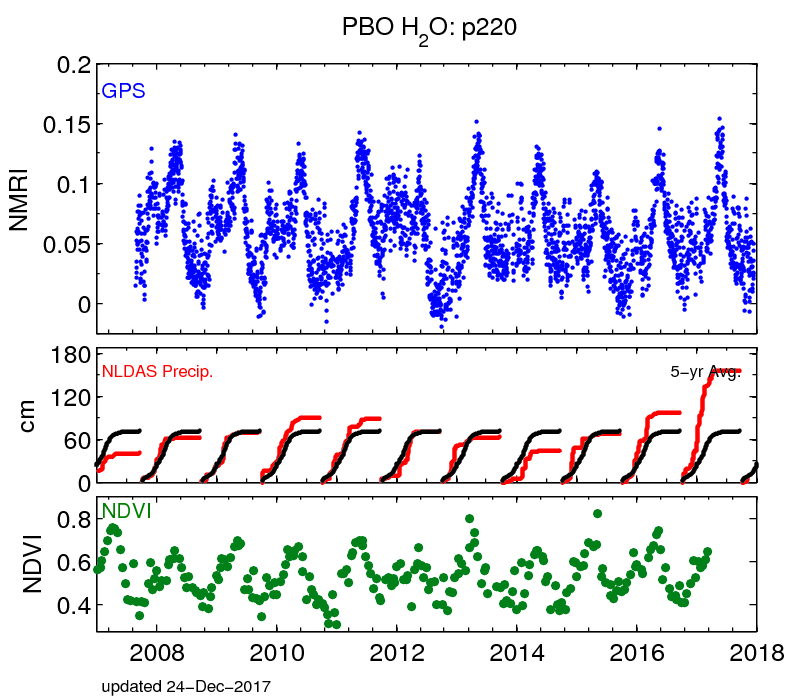 PBO H2O: p220
0.2
GPS
0.15
0.1
NMRI
0.05
0
180
NLDAS Precip.
5-yr Avg.
120
cm
60
0
NDVI
0.8
0.6
NDVI
0.4
2008 2010 2012 2014 2016 2018
updated 24-Dec-2017